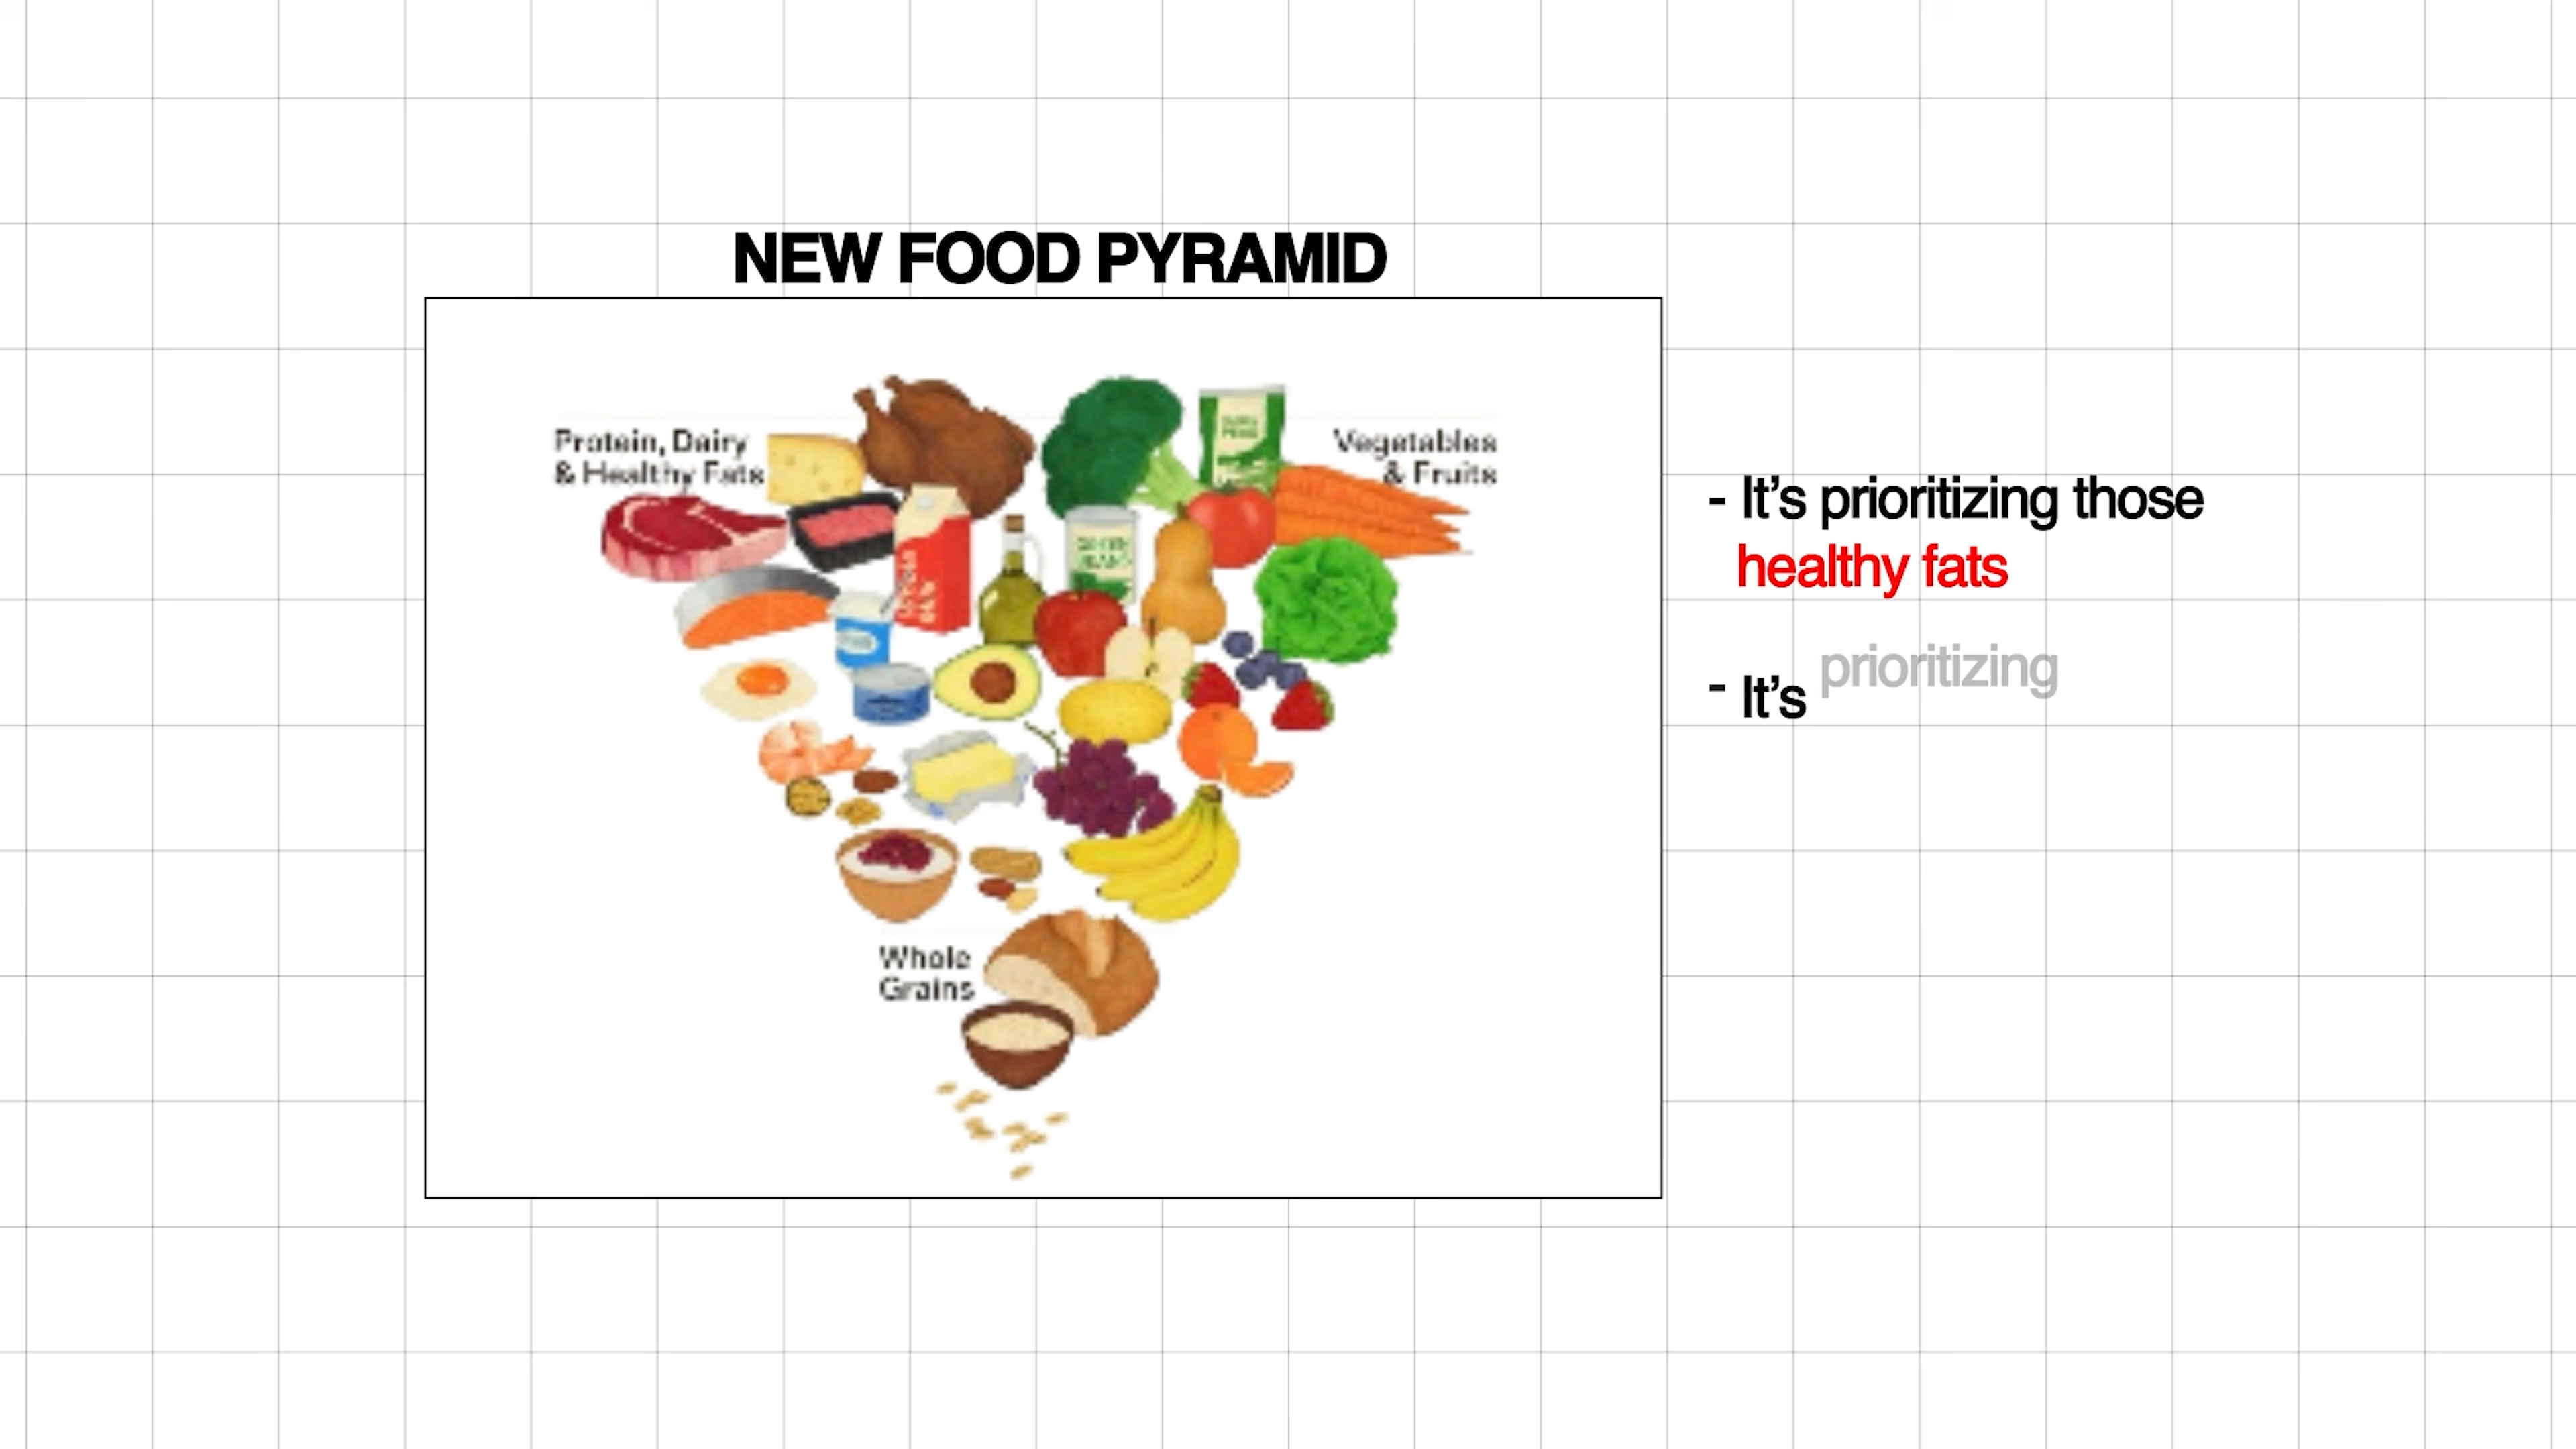 NEW FOOD PYRAMID
Protein, Dairy
& Healthy Fats
Vegetables
& Fruits
Whole
Grains
- It's prioritizing those
healthy fats
- It's prioritizing